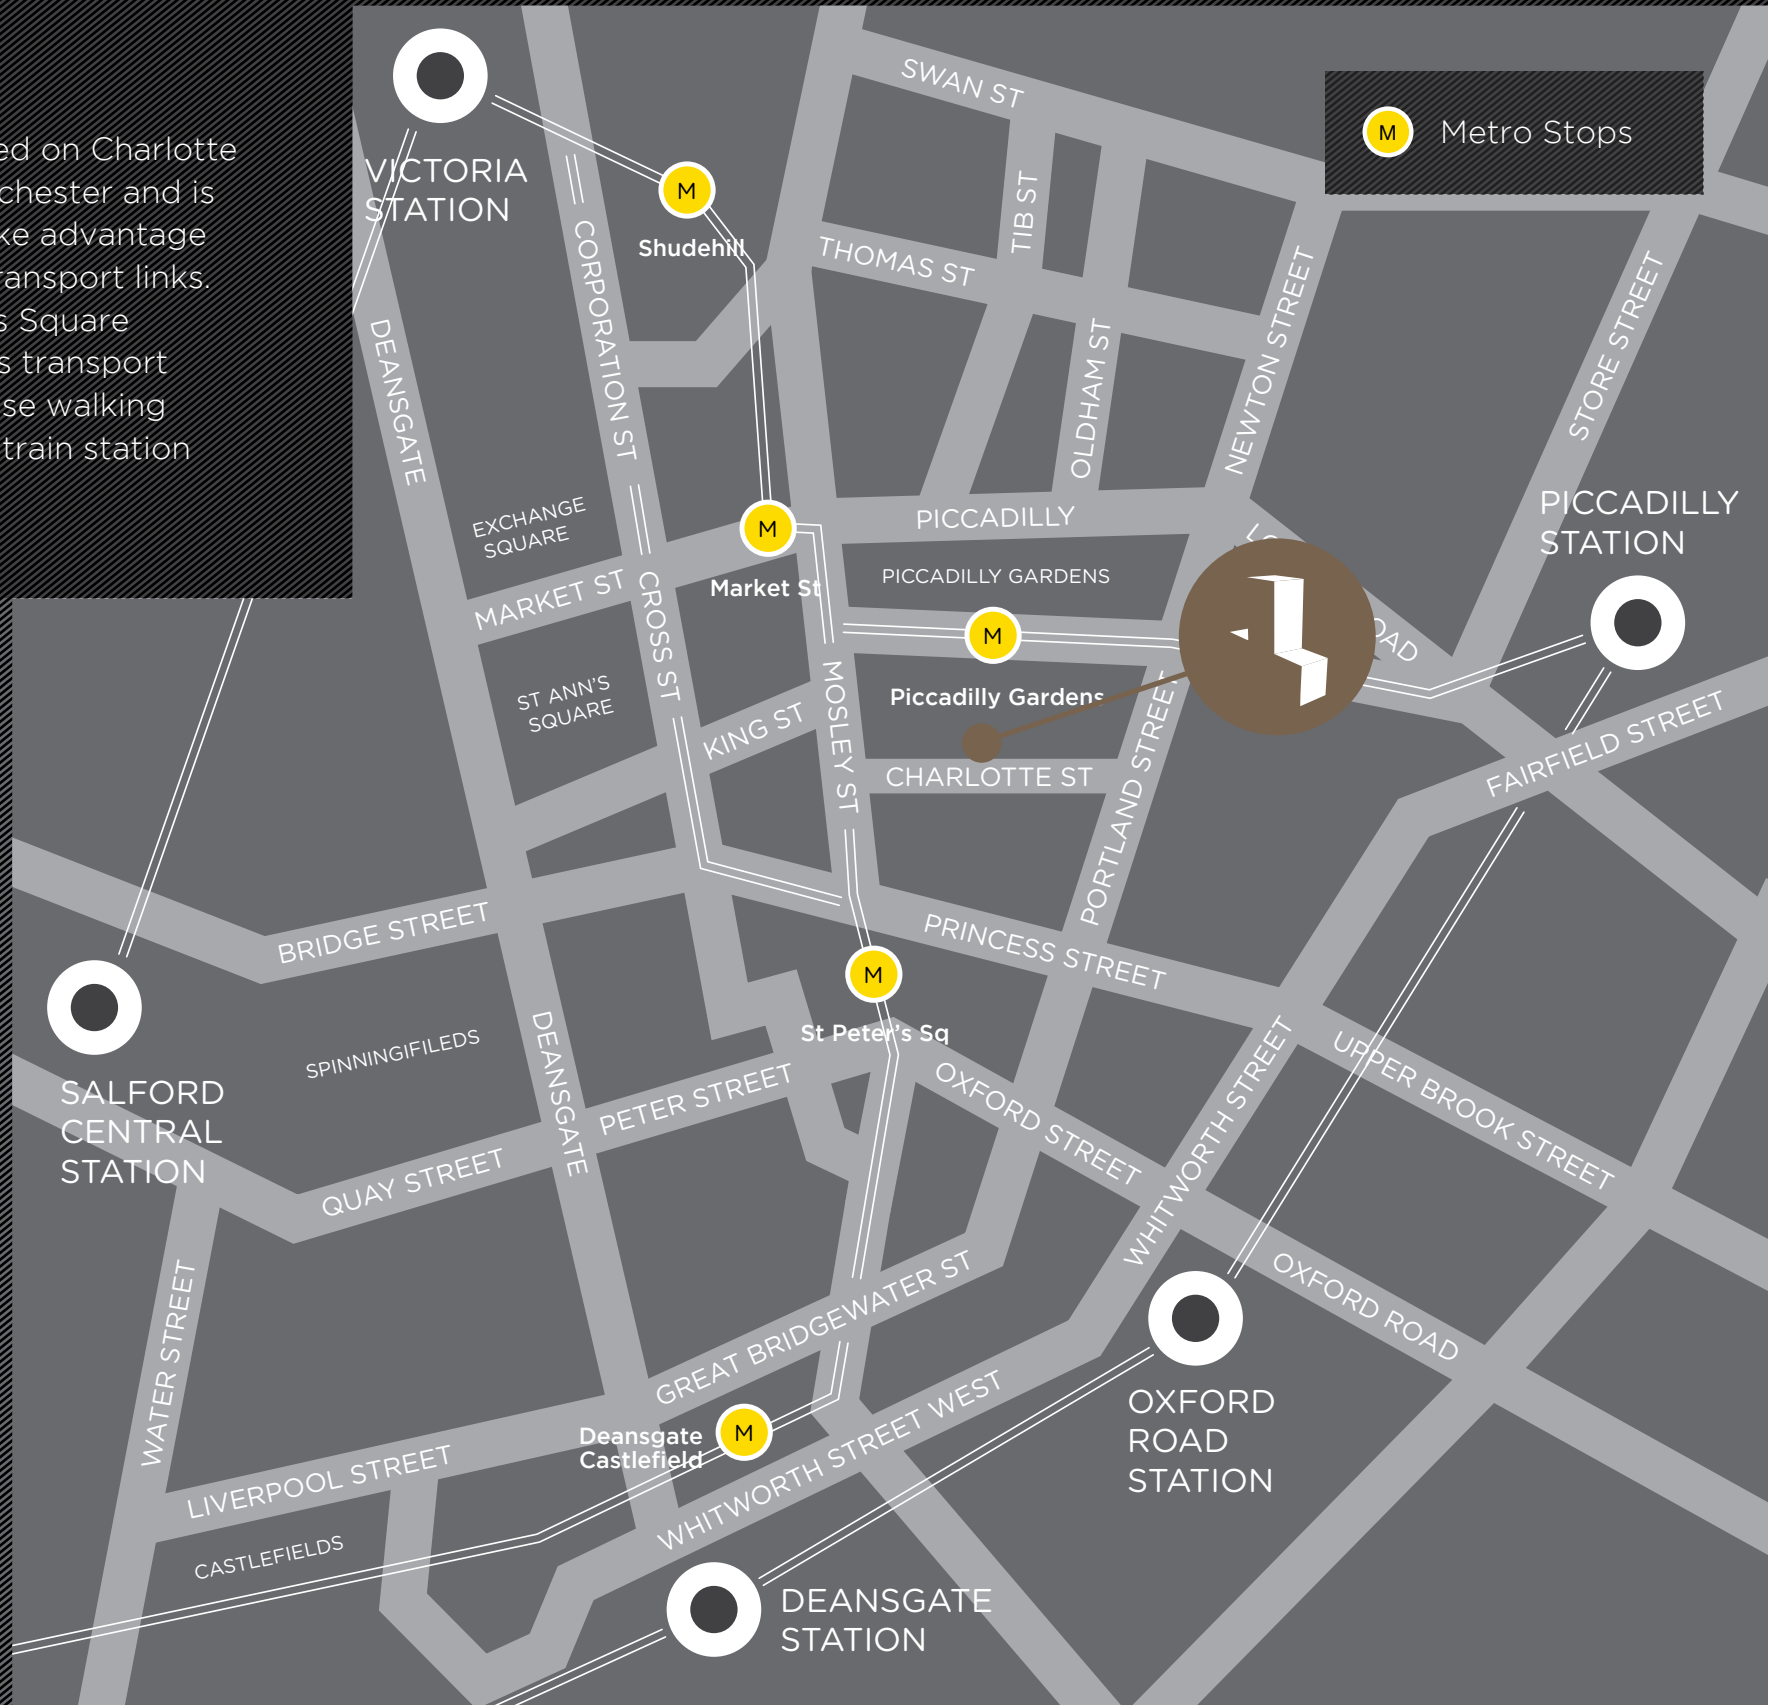 ed on Charlotte
chester and is
ke advantage
ransport links.
s Square
s transport
se walking
train station
M Metro Stops
SWAN ST
VICTORIA
STATION
M
Shudehill
TIB ST
THOMAS ST
CORPORATION ST
DEANSGATE
OLDHAM ST
NEWTON STREET
STORE STREET
EXCHANGE
SQUARE
M
Market St
PICCADILLY
PICCADILLY
STATION
PICCADILLY GARDENS
MARKET ST
CROSS ST
M
Piccadilly Gardens
OAD
ST ANN'S
SQUARE
KING ST
MOSLEY ST
CHARLOTTE ST
PORTLAND STREET
FAIRFIELD STREET
BRIDGE STREET
PRINCESS STREET
M
St Peter's Sq
SPINNINGIFILEDS
DEANSGATE
SALFORD
CENTRAL
STATION
PETER STREET
QUAY STREET
OXFORD STREET
WHITWORTH STREET
UPPER BROOK STREET
WATER STREET
GREAT BRIDGEWATER ST
OXFORD ROAD
M
Deansgate
Castlefield
LIVERPOOL STREET
WHITWORTH STREET WEST
OXFORD
ROAD
STATION
CASTLEFIELDS
DEANSGATE
STATION